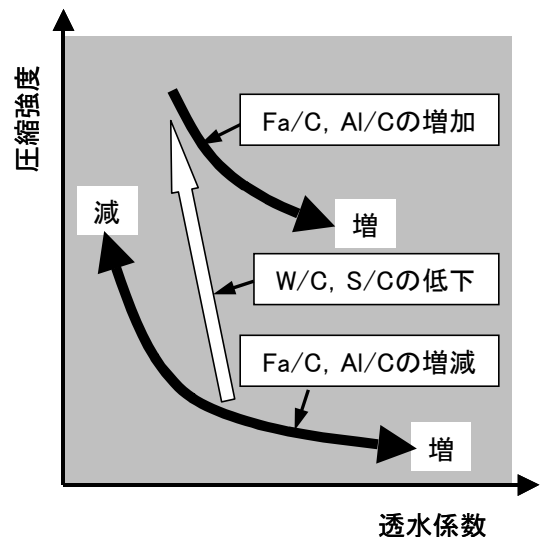 圧縮強度
Fa/C, Al/Cの増加
減
増
W/C, S/Cの低下
Fa/C, Al/Cの増減
増
透水係数